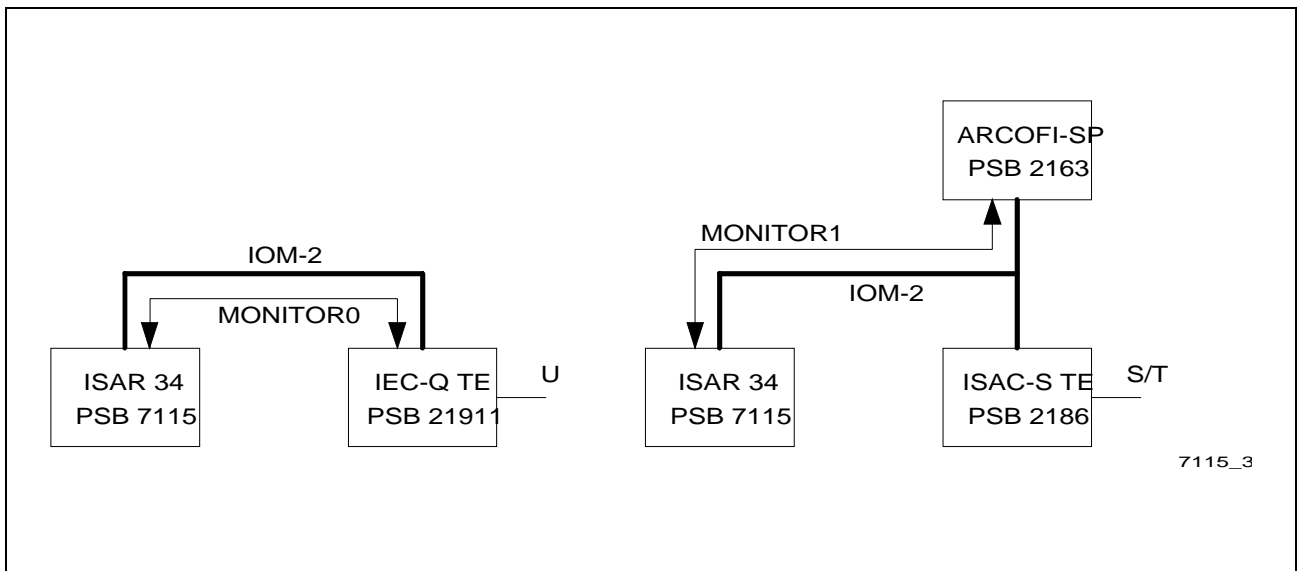 IOM-2
MONITOR0
ISAR 34
PSB 7115
IEC-Q TE
PSB 21911
U
ARCOFI-SP
PSB 2163
MONITOR1
IOM-2
ISAR 34
PSB 7115
ISAC-S TE
PSB 2186
S/T
7115_3